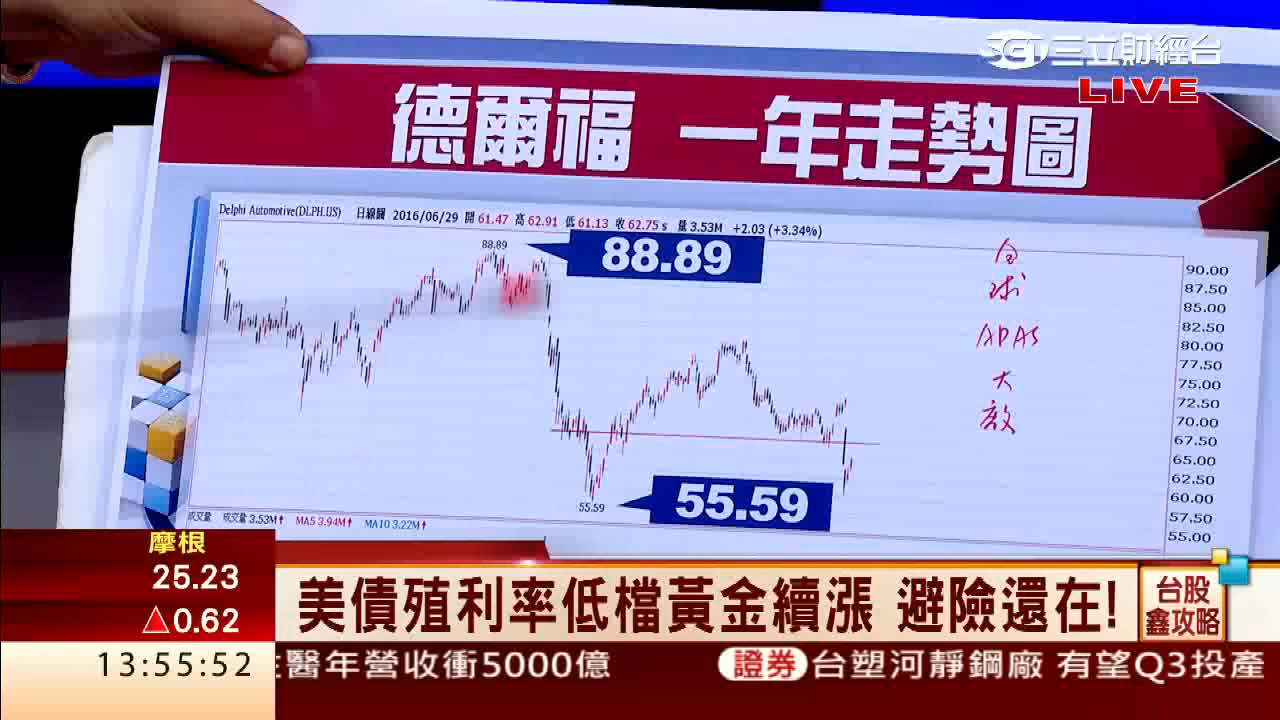 三立財經台
LIVE
德爾福 一年走勢圖
Delphi Automotive(DLPH.US) 日線圖 2016/06/29 開 61.47 高 62.91 低 61.13 收 62.75 s 量 3.53M +2.03 (+3.34%)
88.89
88.89
全
球
ADAS
大
廠
90.00
87.50
85.00
82.50
80.00
77.50
75.00
72.50
70.00
67.50
65.00
62.50
60.00
57.50
55.00
55.59
55.59
成交量 成交量 3.53M↑ MA5 3.94M↑ MA10 3.22M↑
摩根
25.23
△0.62
美債殖利率低檔黃金續漲 避險還在!
台股
鑫攻略
13:55:52
醫年營收衝5000億 證券 台塑河靜鋼廠 有望Q3投產